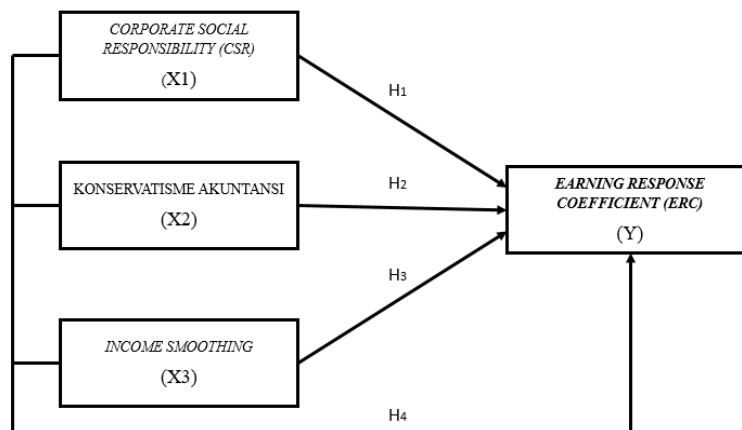 CORPORATE SOCIAL
RESPONSIBILITY (CSR)
(X1)
H1
KONSERVATISME AKUNTANSI
(X2)
H2
EARNING RESPONSE
COEFFICIENT (ERC)
(Y)
H3
INCOME SMOOTHING
(X3)
H4